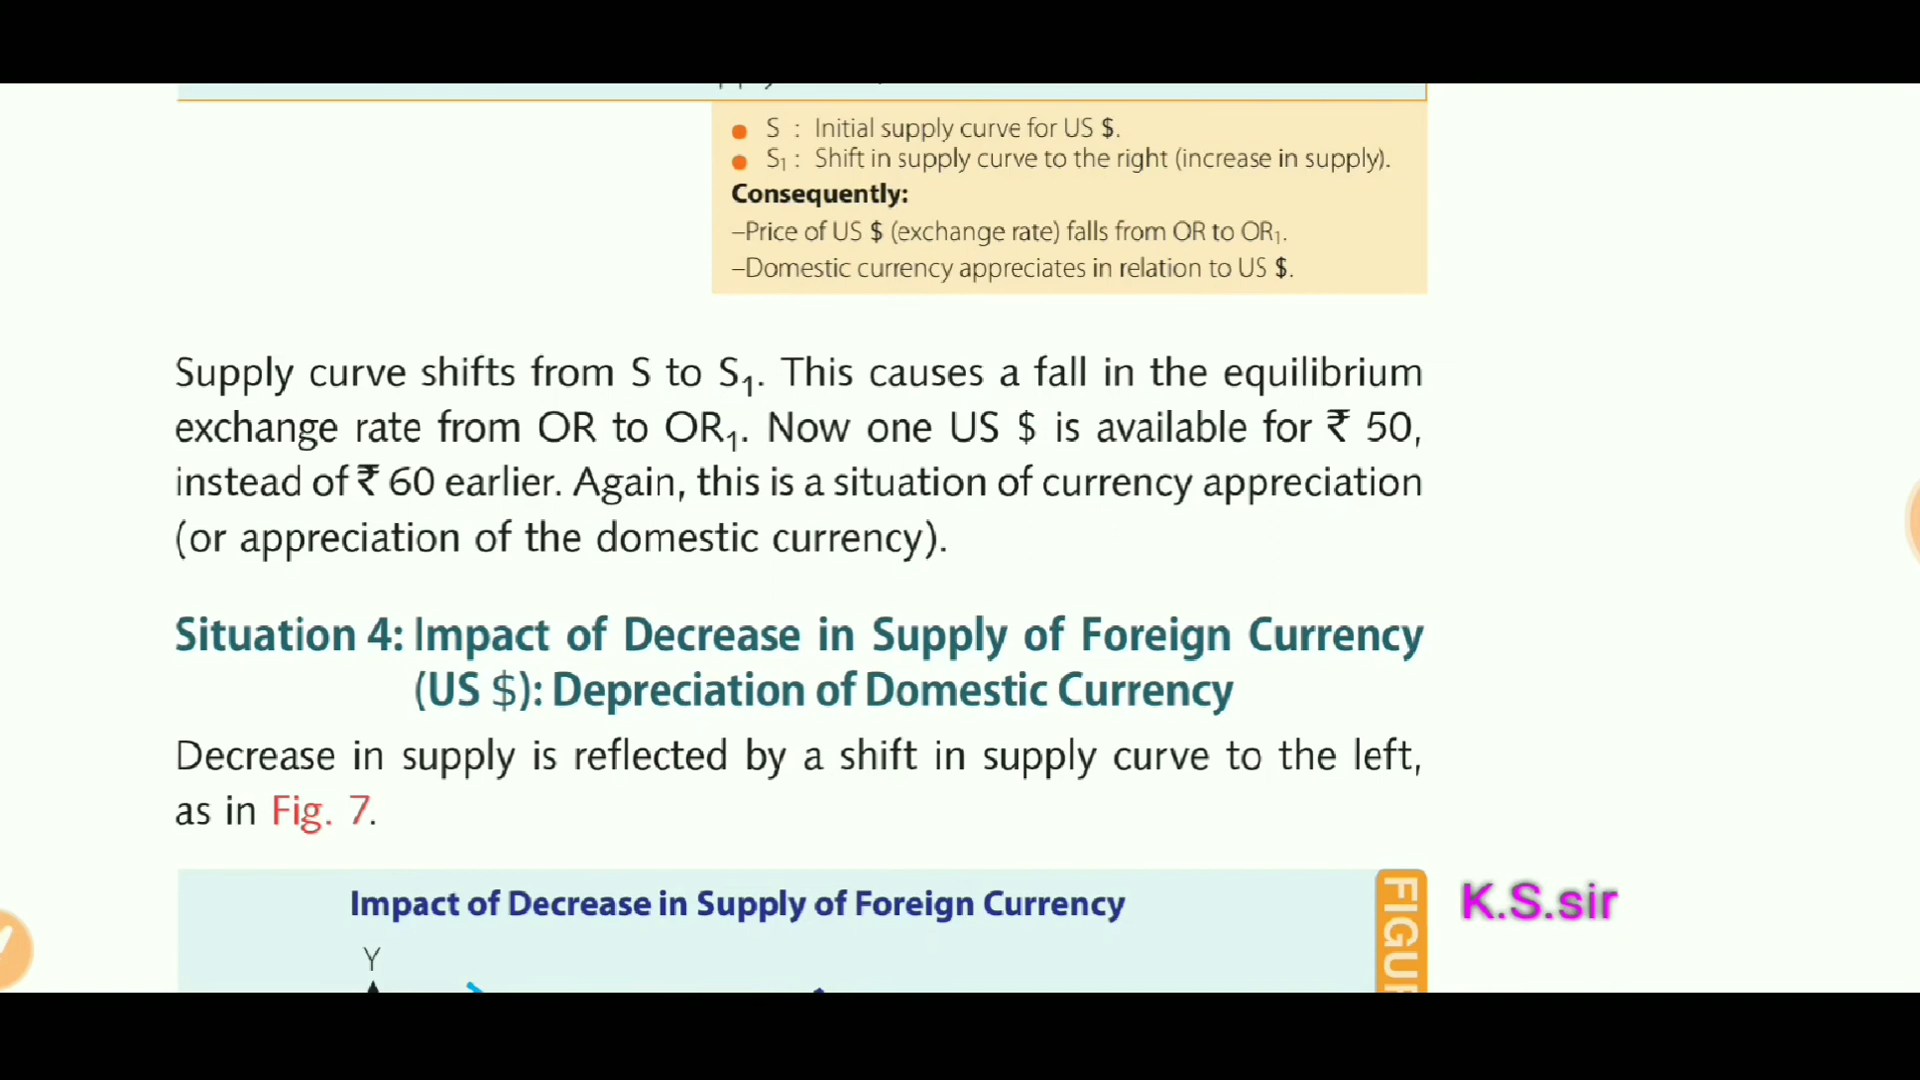 S : Initial supply curve for US $.
S₁ : Shift in supply curve to the right (increase in supply).
Consequently:
–Price of US $ (exchange rate) falls from OR to OR₁.
–Domestic currency appreciates in relation to US $.
Supply curve shifts from S to S₁. This causes a fall in the equilibrium
exchange rate from OR to OR₁. Now one US $ is available for ₹ 50,
instead of ₹ 60 earlier. Again, this is a situation of currency appreciation
(or appreciation of the domestic currency).
Situation 4: Impact of Decrease in Supply of Foreign Currency
(US $): Depreciation of Domestic Currency
Decrease in supply is reflected by a shift in supply curve to the left,
as in Fig. 7.
Impact of Decrease in Supply of Foreign Currency
K.S.sir
Y